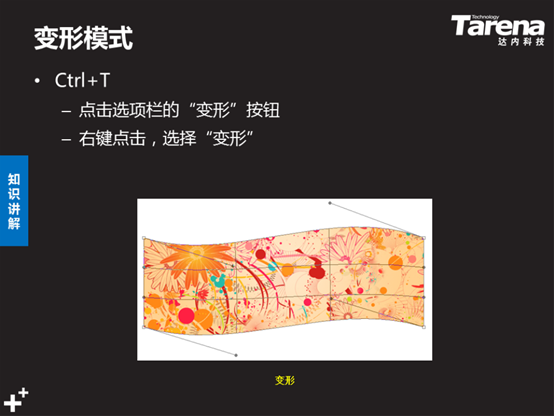 变形模式
Technology
Tarena
达内科技
• Ctrl+T
– 点击选项栏的“变形”按钮
– 右键点击，选择“变形”
知识讲解
变形